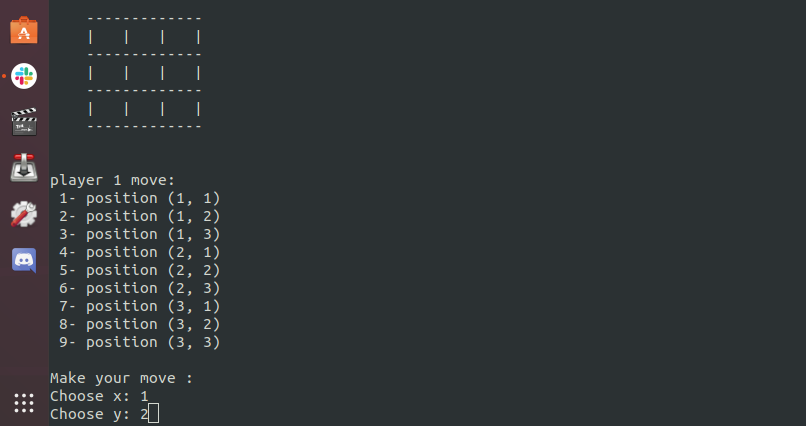 -------------
|   |   |   |
-------------
|   |   |   |
-------------
|   |   |   |
-------------
player 1 move:
1- position (1, 1)
2- position (1, 2)
3- position (1, 3)
4- position (2, 1)
5- position (2, 2)
6- position (2, 3)
7- position (3, 1)
8- position (3, 2)
9- position (3, 3)
Make your move :
Choose x: 1
Choose y: 2